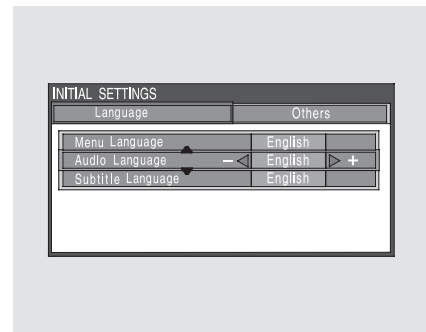 INITIAL SETTINGS
Language Others
Menu Language English
Audio Language – English +
Subtitle Language English